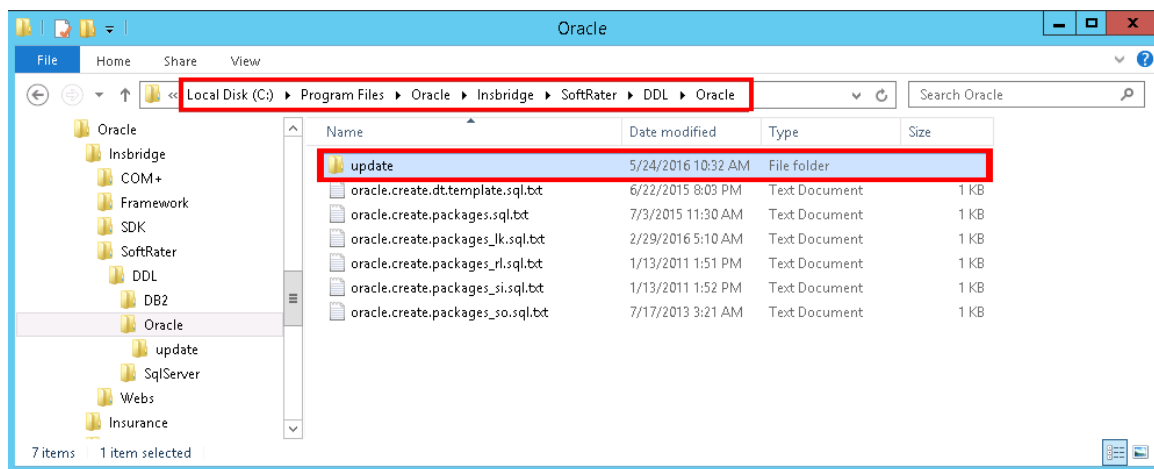 Oracle
File Home Share View
« Local Disk (C:) Program Files Oracle Insbridge SoftRater DDL Oracle Search Oracle
Oracle
Insbridge
COM+
Framework
SDK
SoftRater
DDL
DB2
Oracle
update
SqlServer
Webs
Insurance
Name Date modified Type Size
update 5/24/2016 10:32 AM File folder
oracle.create.dt.template.sql.txt 6/22/2015 8:03 PM Text Document 1 KB
oracle.create.packages.sql.txt 7/3/2015 11:30 AM Text Document 1 KB
oracle.create.packages_lk.sql.txt 2/29/2016 5:10 AM Text Document 1 KB
oracle.create.packages_rl.sql.txt 1/13/2011 1:51 PM Text Document 1 KB
oracle.create.packages_si.sql.txt 1/13/2011 1:52 PM Text Document 1 KB
oracle.create.packages_so.sql.txt 7/17/2013 3:21 AM Text Document 1 KB
7 items 1 item selected